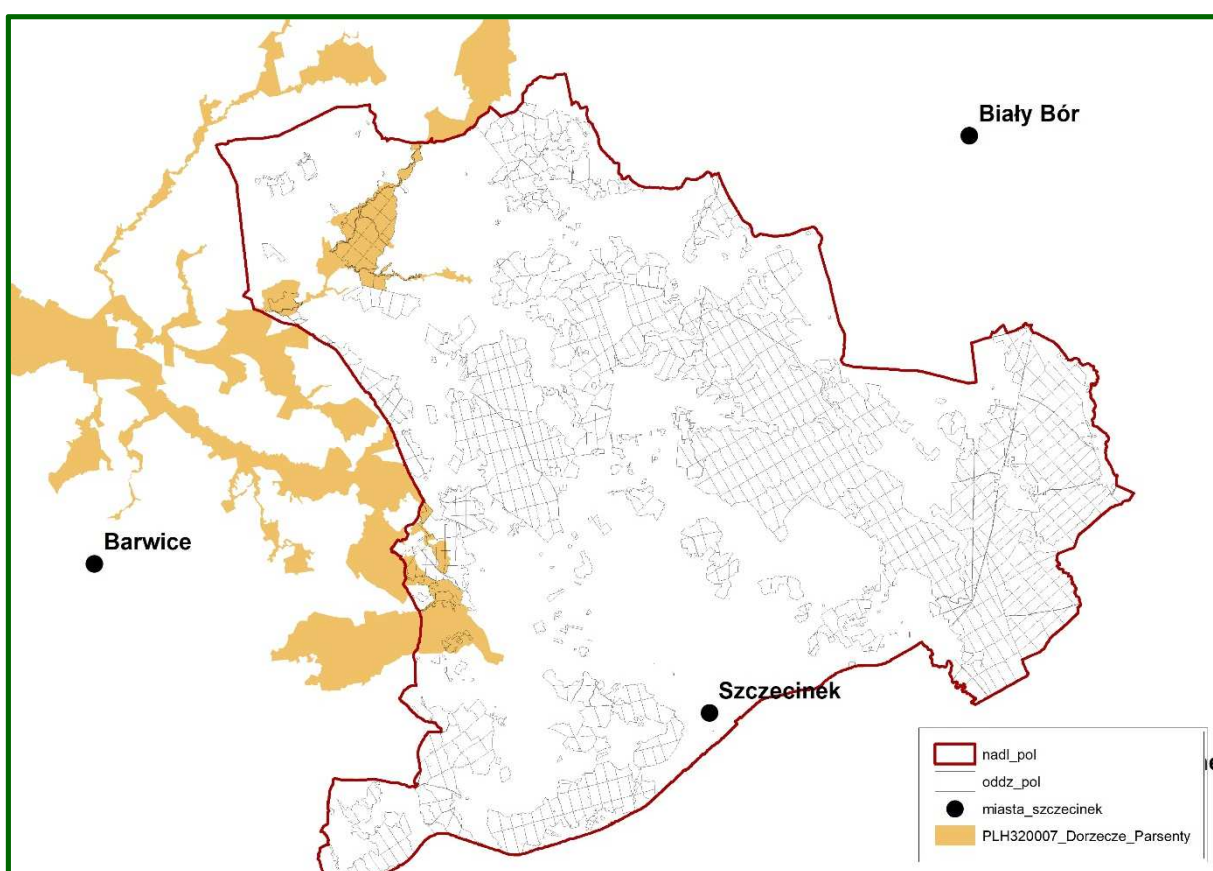 Biały Bór
Barwice
Szczecinek
nadl_pol
oddz_pol
miasta_szczecinek
PLH320007_Dorzecze_Parsenty